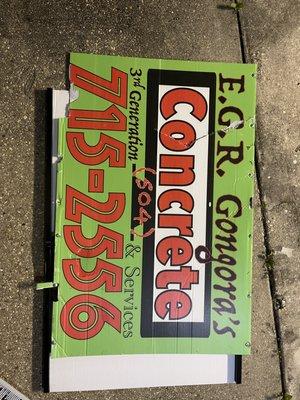 E.G.R. Gongora's
Concrete
3rd Generation (504) & Services
715-2556